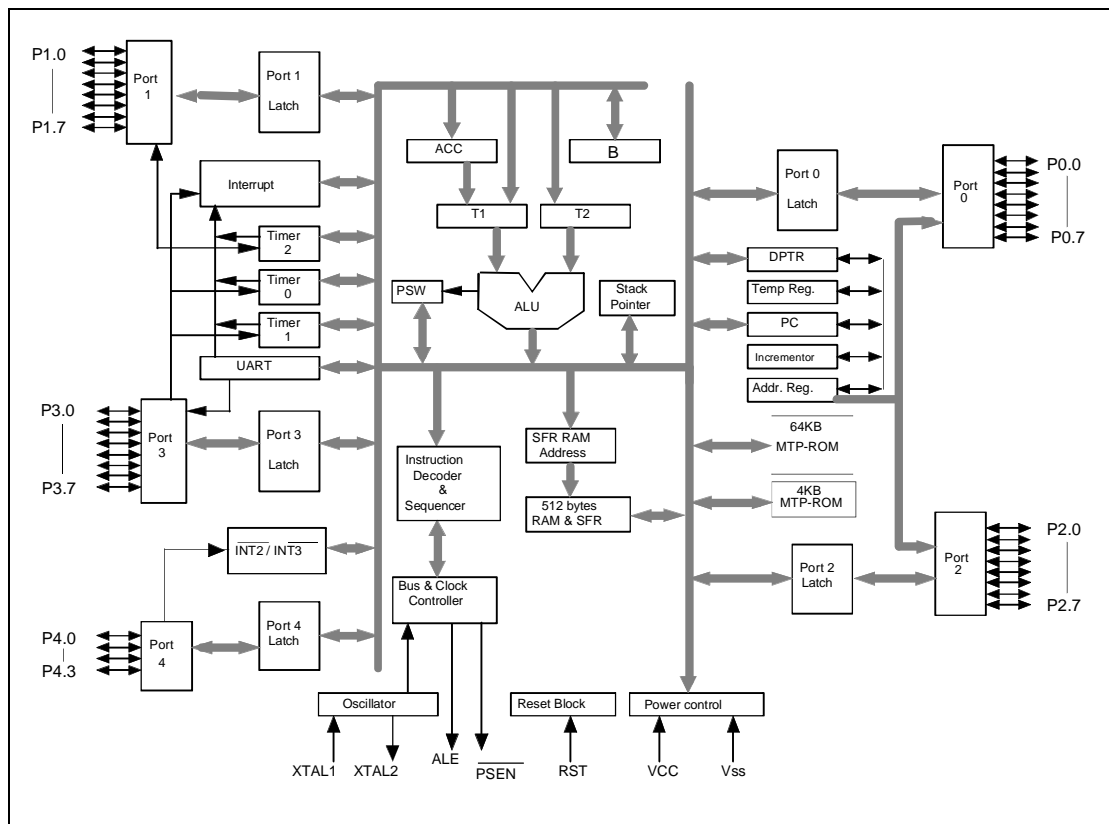 P1.0
P1.7
Port
1
Port 1
Latch
Interrupt
Timer
2
Timer
0
Timer
1
UART
P3.0
P3.7
Port
3
Port 3
Latch
INT2 / INT3
P4.0
P4.3
Port
4
Port 4
Latch
ACC
B
T1
T2
PSW
ALU
Stack
Pointer
Instruction
Decoder
&
Sequencer
SFR RAM
Address
512 bytes
RAM & SFR
Bus & Clock
Controller
Oscillator
Reset Block
Power control
XTAL1
XTAL2
ALE
PSEN
RST
VCC
Vss
Port 0
Latch
Port
0
P0.0
P0.7
DPTR
Temp Reg.
PC
Incrementor
Addr. Reg.
64KB
MTP-ROM
4KB
MTP-ROM
Port 2
Latch
Port
2
P2.0
P2.7